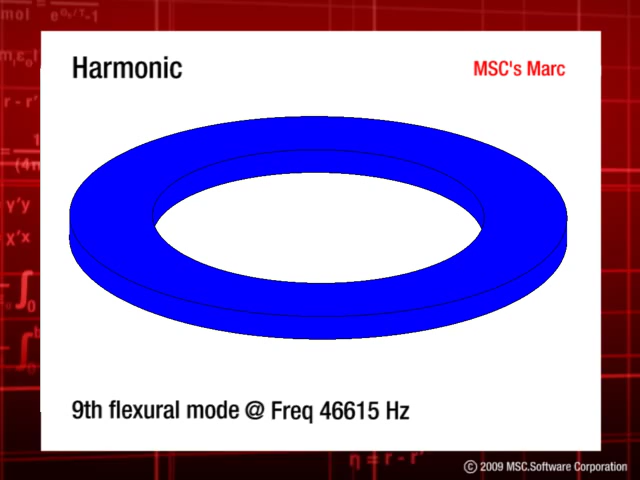 Harmonic
MSC's Marc
9th flexural mode @ Freq 46615 Hz
© 2009 MSC.Software Corporation
r - r'
γ'y
x'x
η = r - r'